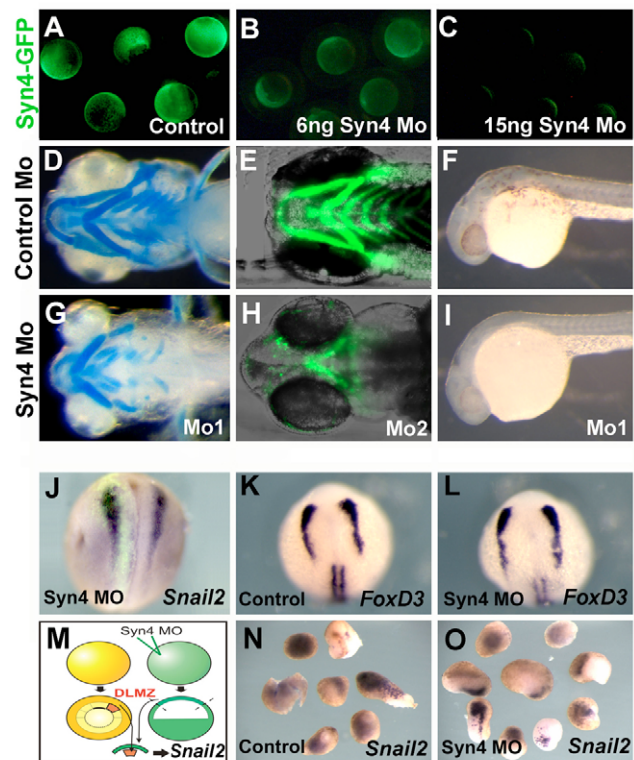 Syn4-GFP
A
Control
B
6ng Syn4 Mo
C
15ng Syn4 Mo
Control Mo
D
E
F
Syn4 Mo
G
Mo1
H
Mo2
I
Mo1
J
Syn4 MO Snail2
K
Control FoxD3
L
Syn4 MO FoxD3
M
Syn4 MO
DLMZ
Snail2
N
Control Snail2
O
Syn4 MO Snail2